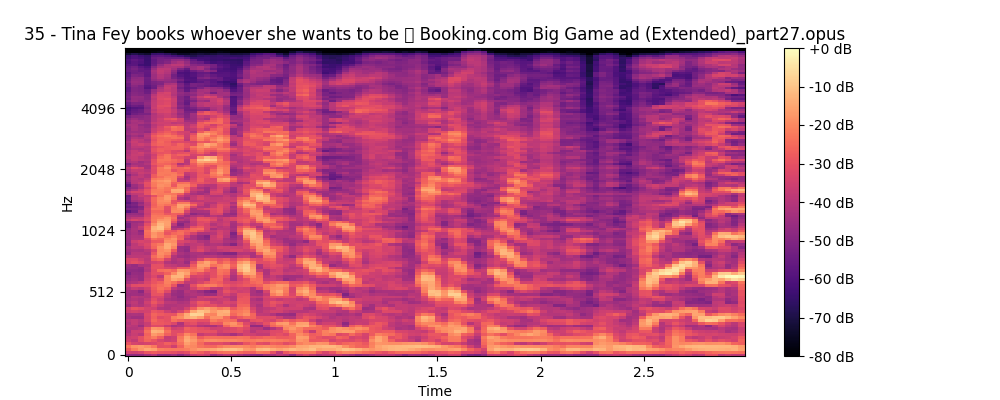 35 - Tina Fey books whoever she wants to be ▯ Booking.com Big Game ad (Extended)_part27.opus
+0 dB
4096
-10 dB
-20 dB
2048
-30 dB
Hz
1024
-40 dB
-50 dB
512
-60 dB
-70 dB
0
-80 dB
0 0.5 1 1.5 2 2.5
Time